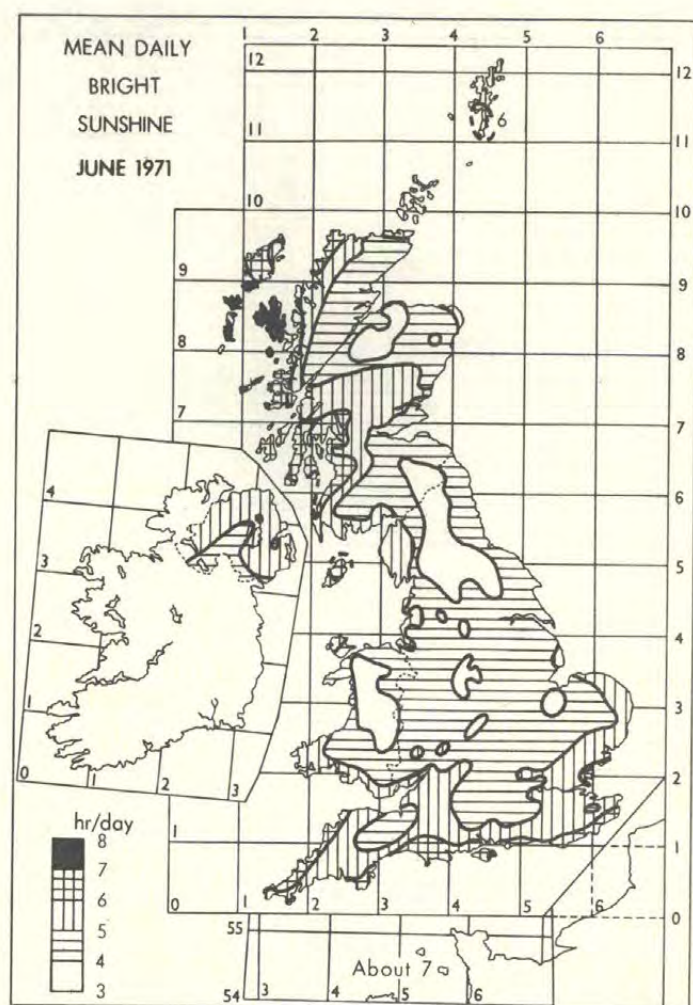 MEAN DAILY
BRIGHT
SUNSHINE
JUNE 1971
1 2 3 4 5 6
12 12
11 11
6
10 10
9 9
8 8
7 7
6 6
5 5
4 4
3 3
2 2
1 1
0 1 2 3 4 5 6 0
4
3
2
1
0 1 2 3
hr/day
8
7
6
5
4
3
55
About 7
54 3 4 5 6